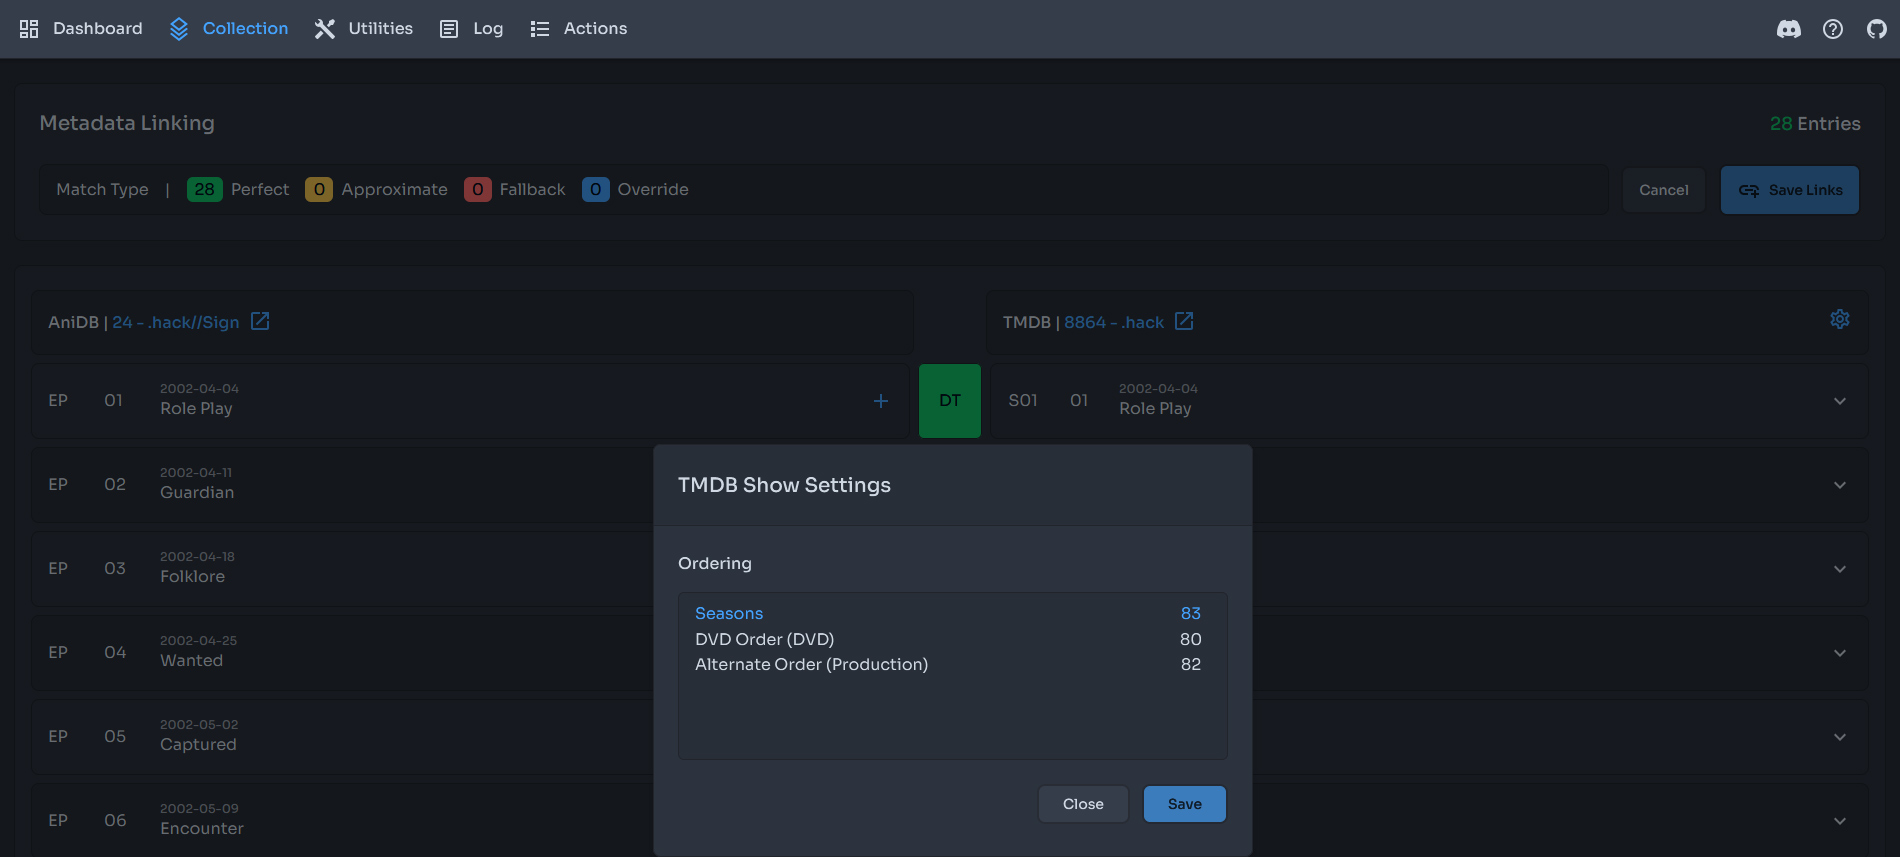 Dashboard Collection Utilities Log Actions
Metadata Linking 28 Entries
Match Type | 28 Perfect 0 Approximate 0 Fallback 0 Override Cancel Save Links
AniDB | 24 - .hack//Sign TMDB | 8864 - .hack
EP 01 2002-04-04 Role Play + DT S01 01 2002-04-04 Role Play
EP 02 2002-04-11 Guardian
EP 03 2002-04-18 Folklore
EP 04 2002-04-25 Wanted
EP 05 2002-05-02 Captured
EP 06 2002-05-09 Encounter
TMDB Show Settings
Ordering
Seasons 83
DVD Order (DVD) 80
Alternate Order (Production) 82
Close Save